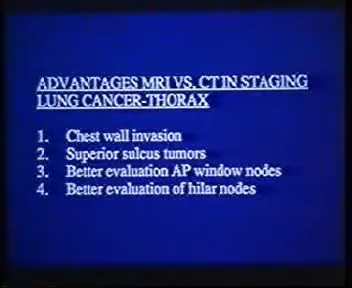 ADVANTAGES MRI VS. CT IN STAGING
LUNG CANCER-THORAX
1. Chest wall invasion
2. Superior sulcus tumors
3. Better evaluation AP window nodes
4. Better evaluation of hilar nodes